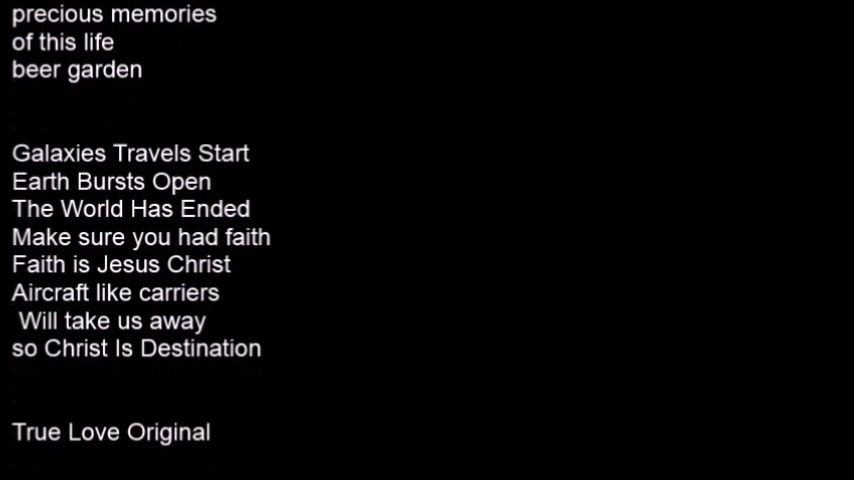 precious memories
of this life
beer garden
Galaxies Travels Start
Earth Bursts Open
The World Has Ended
Make sure you had faith
Faith is Jesus Christ
Aircraft like carriers
Will take us away
so Christ Is Destination
True Love Original